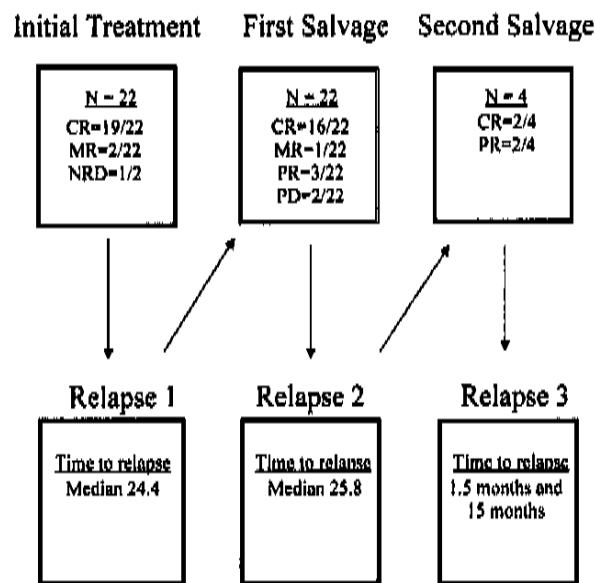 Initial Treatment First Salvage Second Salvage
N = 22
CR=19/22
MR=2/22
NRD=1/2
N = 22
CR=16/22
MR=1/22
PR=3/22
PD=2/22
N = 4
CR=2/4
PR=2/4
Relapse 1 Relapse 2 Relapse 3
Time to relapse
Median 24.4
Time to relapse
Median 25.8
Time to relapse
1.5 months and
15 months